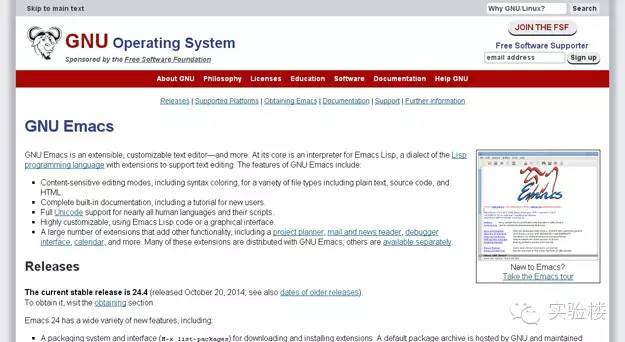 Skip to main text
Why GNU/Linux? Search
JOIN THE FSF
GNU Operating System
Free Software Supporter
Sponsored by the Free Software Foundation
email address Sign up
About GNU Philosophy Licenses Education Software Documentation Help GNU
Releases | Supported Platforms | Obtaining Emacs | Documentation | Support | Further information
GNU Emacs
GNU Emacs is an extensible, customizable text editor—and more. At its core is an interpreter for Emacs Lisp, a dialect of the Lisp
programming language with extensions to support text editing. The features of GNU Emacs include:
▪ Content-sensitive editing modes, including syntax coloring, for a variety of file types including plain text, source code, and
HTML.
▪ Complete built-in documentation, including a tutorial for new users.
▪ Full Unicode support for nearly all human languages and their scripts.
▪ Highly customizable, using Emacs Lisp code or a graphical interface.
▪ A large number of extensions that add other functionality, including a project planner, mail and news reader, debugger
interface, calendar, and more. Many of these extensions are distributed with GNU Emacs; others are available separately.
Emacs
New to Emacs?
Take the Emacs tour
Releases
The current stable release is 24.4 (released October 20, 2014; see also dates of older releases).
To obtain it, visit the obtaining section.
Emacs 24 has a wide variety of new features, including:
▪ A packaging system and interface (M-x list-packages) for downloading and installing extensions. A default package archive is hosted by GNU and maintained
实验楼